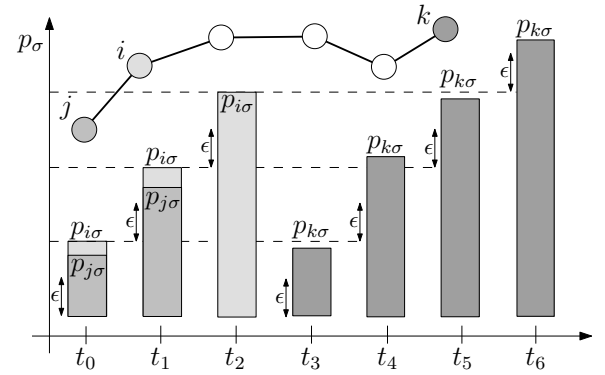 k
p_σ
i
p_{kσ}
ϵ
p_{kσ}
j
p_{iσ}
ϵ
ϵ
p_{iσ}
p_{kσ}
p_{jσ}
ϵ
ϵ
p_{iσ}
p_{kσ}
p_{jσ}
ϵ
ϵ
t_0 t_1 t_2 t_3 t_4 t_5 t_6